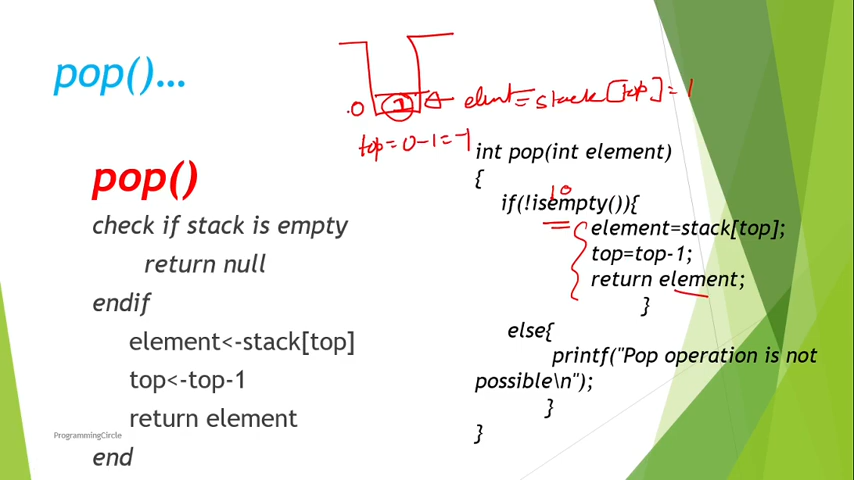 pop()…
.0 1 elemt=stack[top]=1
top=0-1=-1
pop()
check if stack is empty
return null
endif
element<-stack[top]
top<-top-1
return element
end
int pop(int element)
{
10
if(!isempty()){
element=stack[top];
top=top-1;
return element;
}
else{
printf("Pop operation is not
possible\n");
}
}
ProgrammingCircle